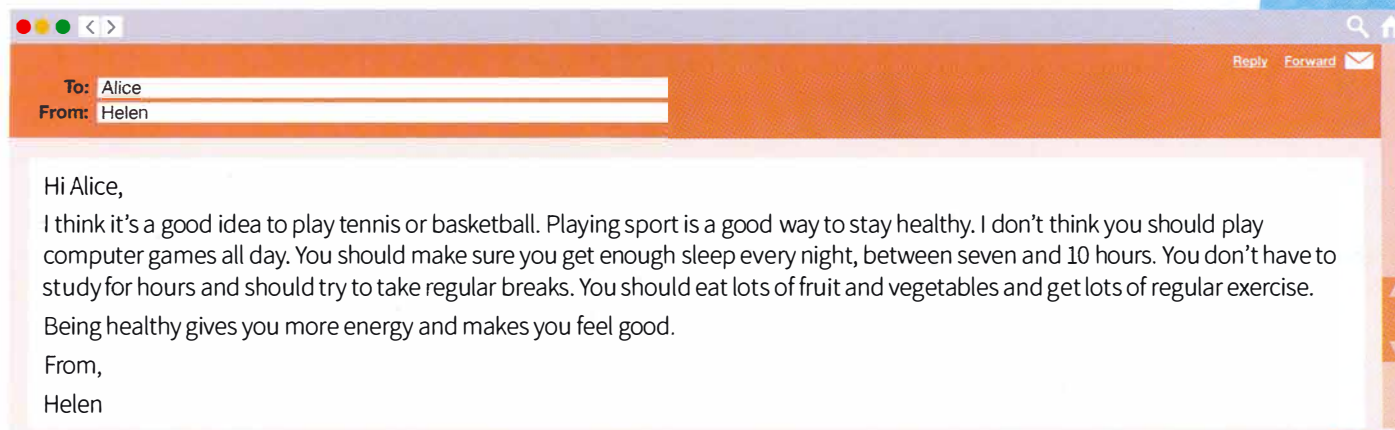 Reply Forward
To: Alice
From: Helen
Hi Alice,
I think it's a good idea to play tennis or basketball. Playing sport is a good way to stay healthy. I don't think you should play
computer games all day. You should make sure you get enough sleep every night, between seven and 10 hours. You don't have to
study for hours and should try to take regular breaks. You should eat lots of fruit and vegetables and get lots of regular exercise.
Being healthy gives you more energy and makes you feel good.
From,
Helen